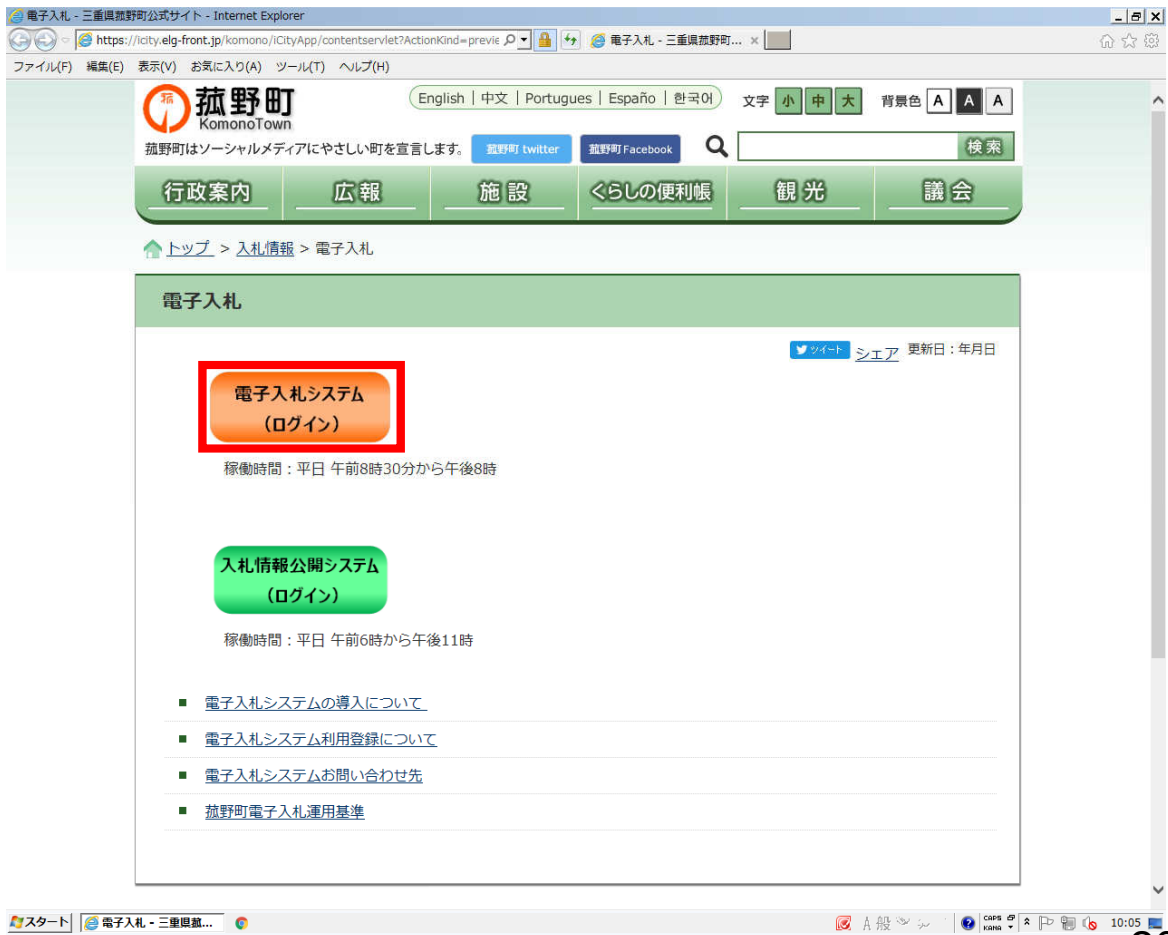 電子入札 - 三重県菰野町公式サイト - Internet Explorer
https://icity.elg-front.jp/komono/iCityApp/contentservlet?ActionKind=previe
電子入札 - 三重県菰野町... ×
ファイル(F) 編集(E) 表示(V) お気に入り(A) ツール(T) ヘルプ(H)
菰 菰野町
KomonoTown
English | 中文 | Portugues | Españo | 한국어
文字 小 中 大 背景色 A A A
菰野町はソーシャルメディアにやさしい町を宣言します。 菰野町 twitter 菰野町 Facebook 検索
行政案内 広報 施設 くらしの便利帳 観光 議会
トップ > 入札情報 > 電子入札
電子入札
ツイート シェア 更新日：年月日
電子入札システム
（ログイン）
稼働時間：平日 午前8時30分から午後8時
入札情報公開システム
（ログイン）
稼働時間：平日 午前6時から午後11時
電子入札システムの導入について
電子入札システム利用登録について
電子入札システムお問い合わせ先
菰野町電子入札運用基準
スタート 電子入札 - 三重県菰... A 般 CAPS KANA 10:05